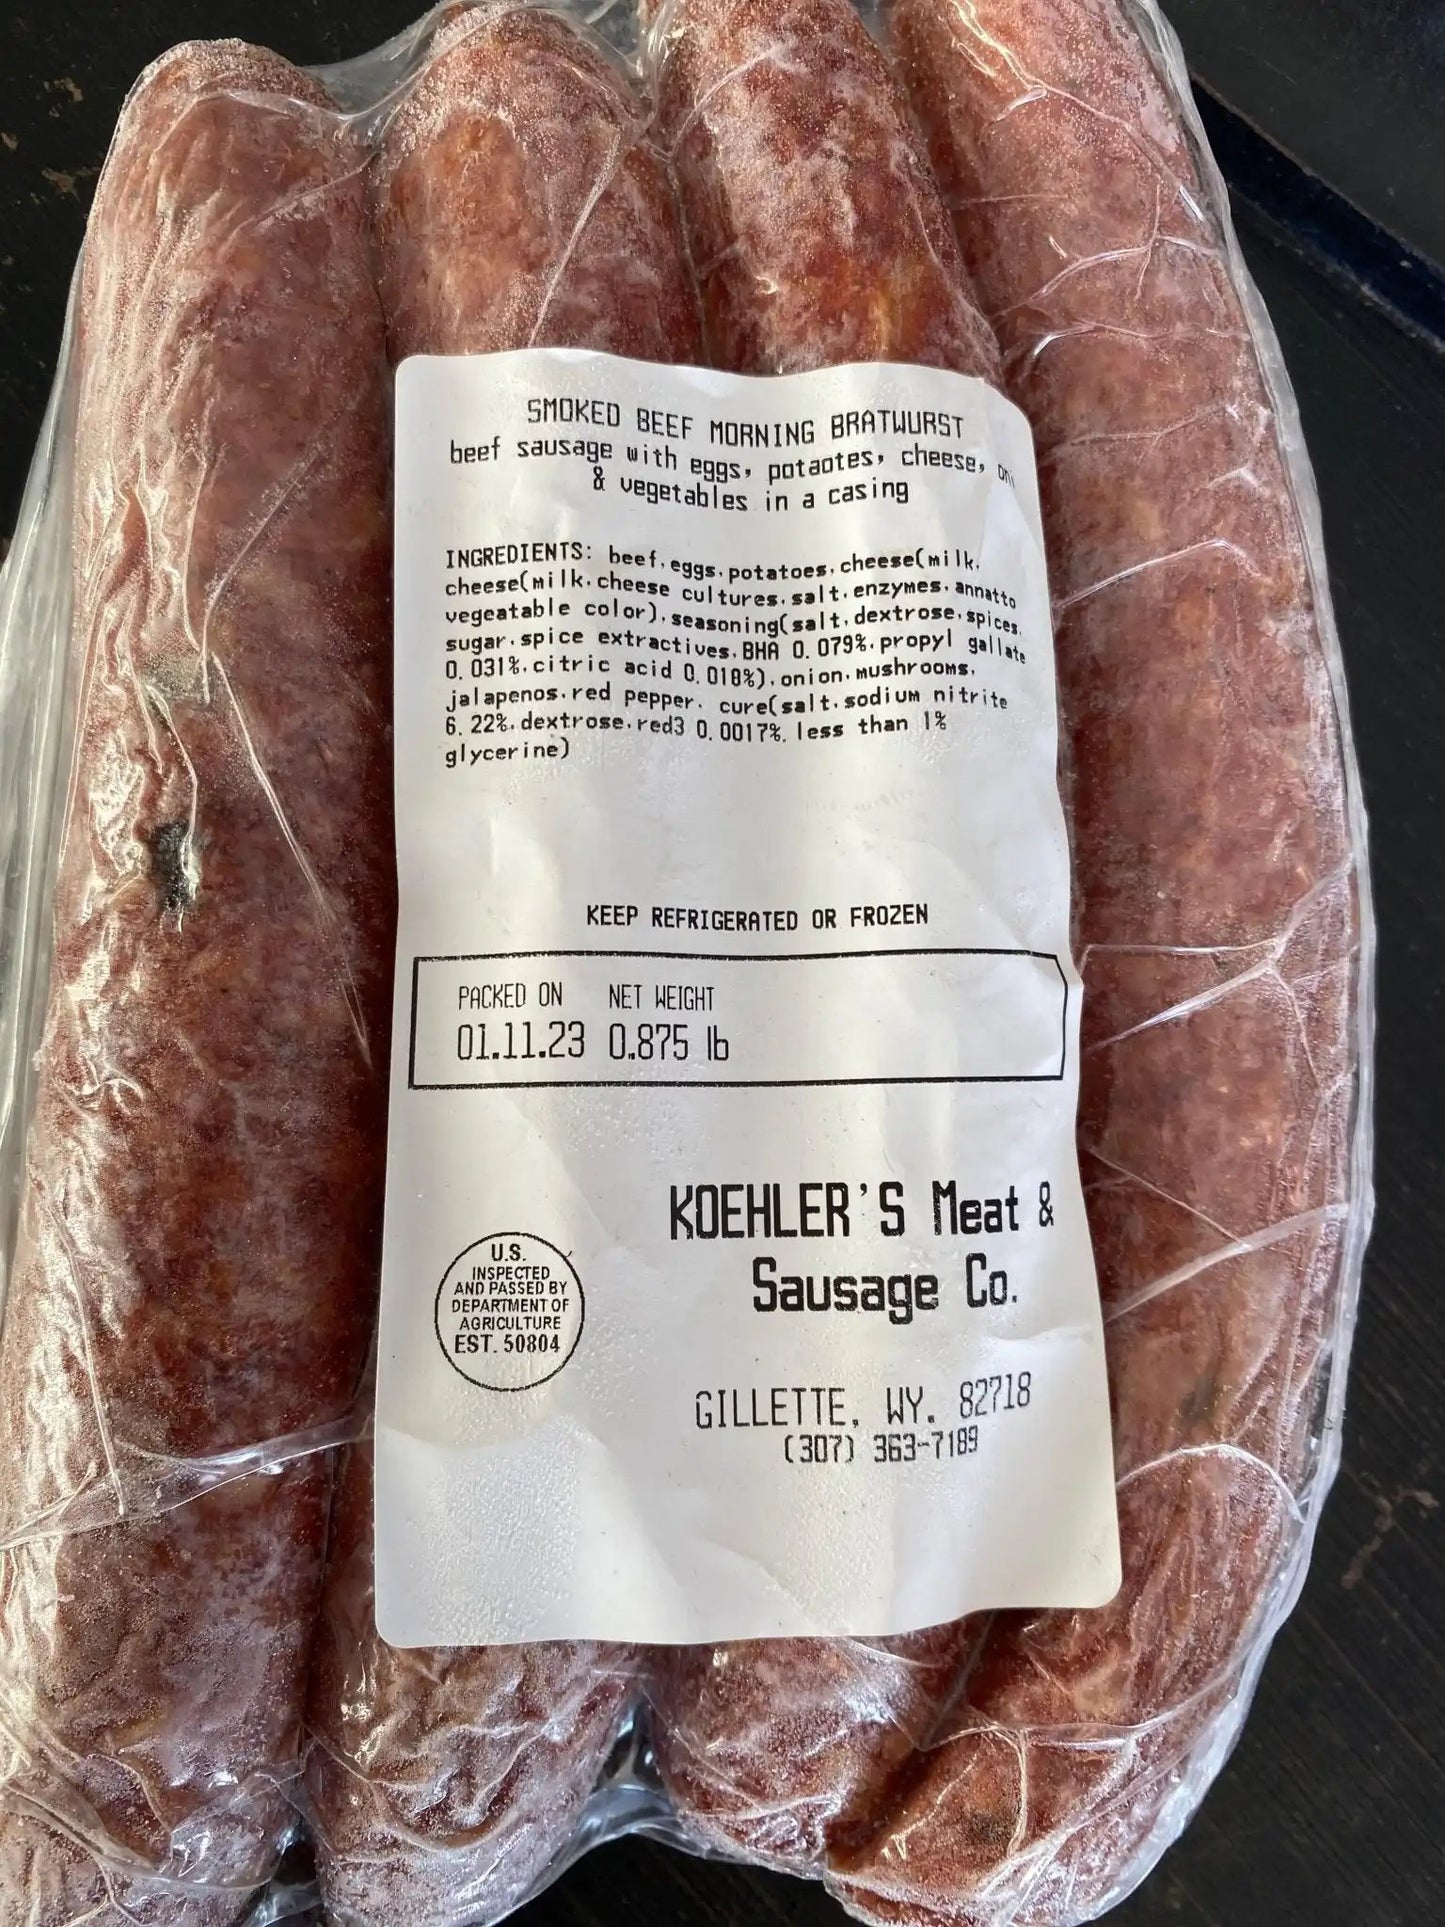 SMOKED BEEF MORNING BRATWURST
beef sausage with eggs, potaotes, cheese,
& vegetables in a casing
INGREDIENTS: beef,eggs,potatoes,cheese(milk,
cheese(milk,cheese cultures,salt,enzymes,annatto
vegeatable color),seasoning(salt,dextrose,spices,
sugar,spice extractives,BHA 0.079%,propyl gallate
0.031%,citric acid 0.018%),onion,mushrooms,
jalapenos,red pepper, cure(salt,sodium nitrite
6.22%,dextrose,red3 0.0017%, less than 1%
glycerine)
KEEP REFRIGERATED OR FROZEN
PACKED ON NET WEIGHT
01.11.23 0.875 lb
KOEHLER'S Meat &
Sausage Co.
U.S.
INSPECTED
AND PASSED BY
DEPARTMENT OF
AGRICULTURE
EST. 50804
GILLETTE, WY. 82718
(307) 363-7189